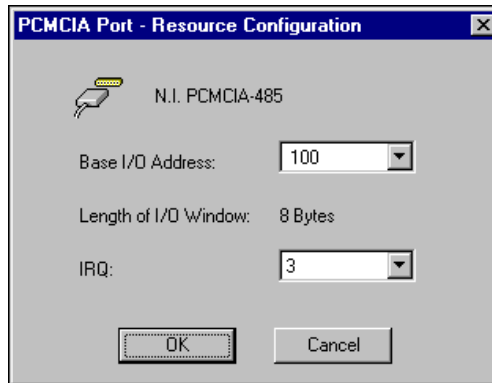 PCMCIA Port - Resource Configuration
N.I. PCMCIA-485
Base I/O Address: 100
Length of I/O Window: 8 Bytes
IRQ: 3
OK Cancel